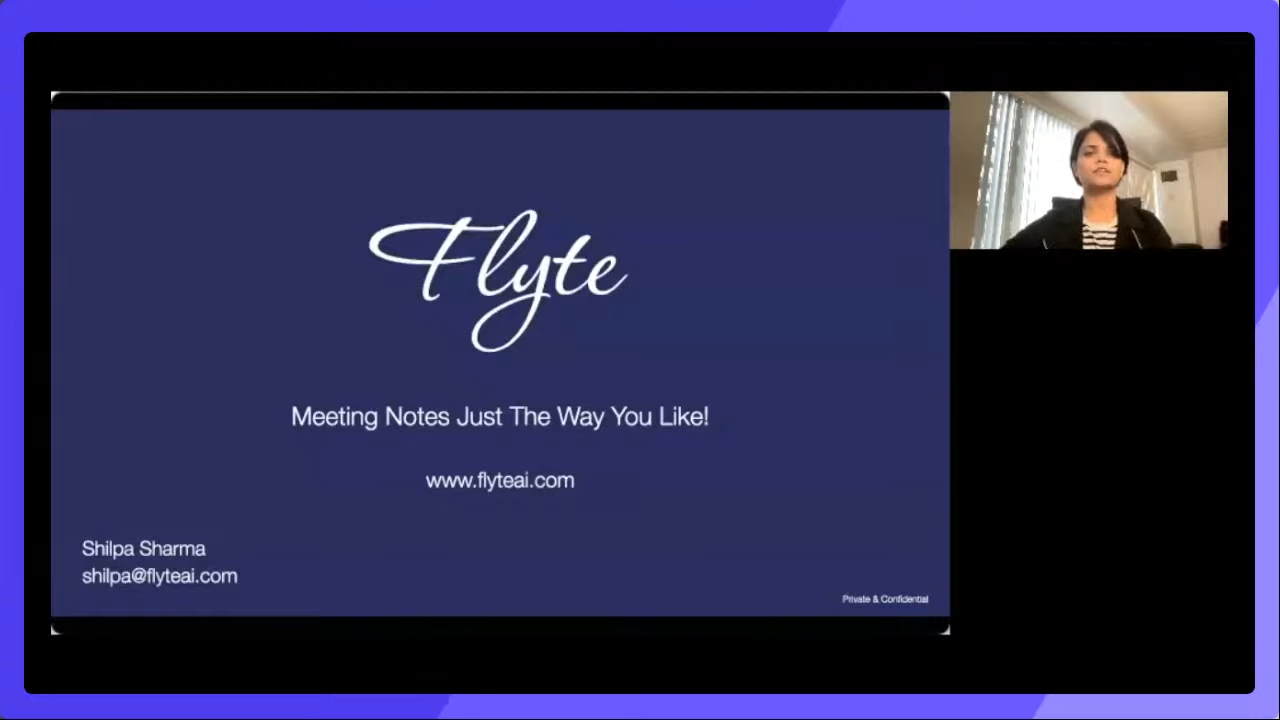 Flyte
Meeting Notes Just The Way You Like!
www.flyteai.com
Shilpa Sharma
shilpa@flyteai.com
Private & Confidential